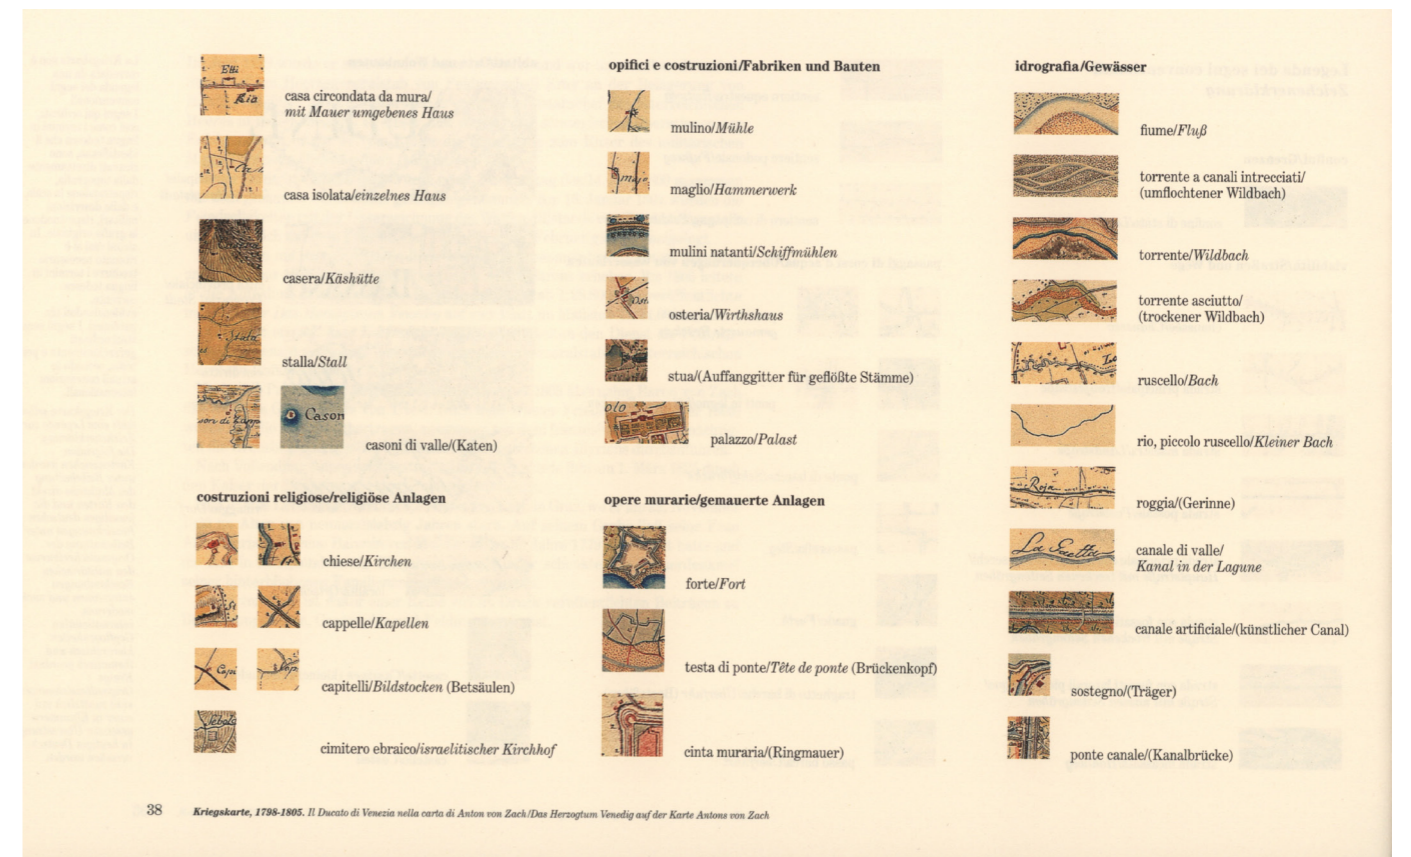 Etti
Ria
casa circondata da mura/
mit Mauer umgebenes Haus
casa isolata/einzelnes Haus
casera/Käshütte
Stala
stalla/Stall
Cason
casoni di valle/(Katen)
costruzioni religiose/religiöse Anlagen
chiese/Kirchen
cappelle/Kapellen
Capi
capitelli/Bildstocken (Betsäulen)
cimitero ebraico/israelitischer Kirchhof
opifici e costruzioni/Fabriken und Bauten
mulino/Mühle
maglio/Hammerwerk
mulini natanti/Schiffmühlen
osteria/Wirthshaus
stua/(Auffanggitter für geflößte Stämme)
olo
palazzo/Palast
opere murarie/gemauerte Anlagen
forte/Fort
testa di ponte/Tête de ponte (Brückenkopf)
cinta muraria/(Ringmauer)
idrografia/Gewässer
fiume/Fluß
torrente a canali intrecciati/
(umflochtener Wildbach)
torrente/Wildbach
torrente asciutto/
(trockener Wildbach)
ruscello/Bach
rio, piccolo ruscello/Kleiner Bach
Roja
roggia/(Gerinne)
canale di valle/
Kanal in der Lagune
canale artificiale/(künstlicher Canal)
sostegno/(Träger)
ponte canale/(Kanalbrücke)
38 Kriegskarte, 1798-1805. Il Ducato di Venezia nella carta di Anton von Zach/Das Herzogtum Venedig auf der Karte Antons von Zach